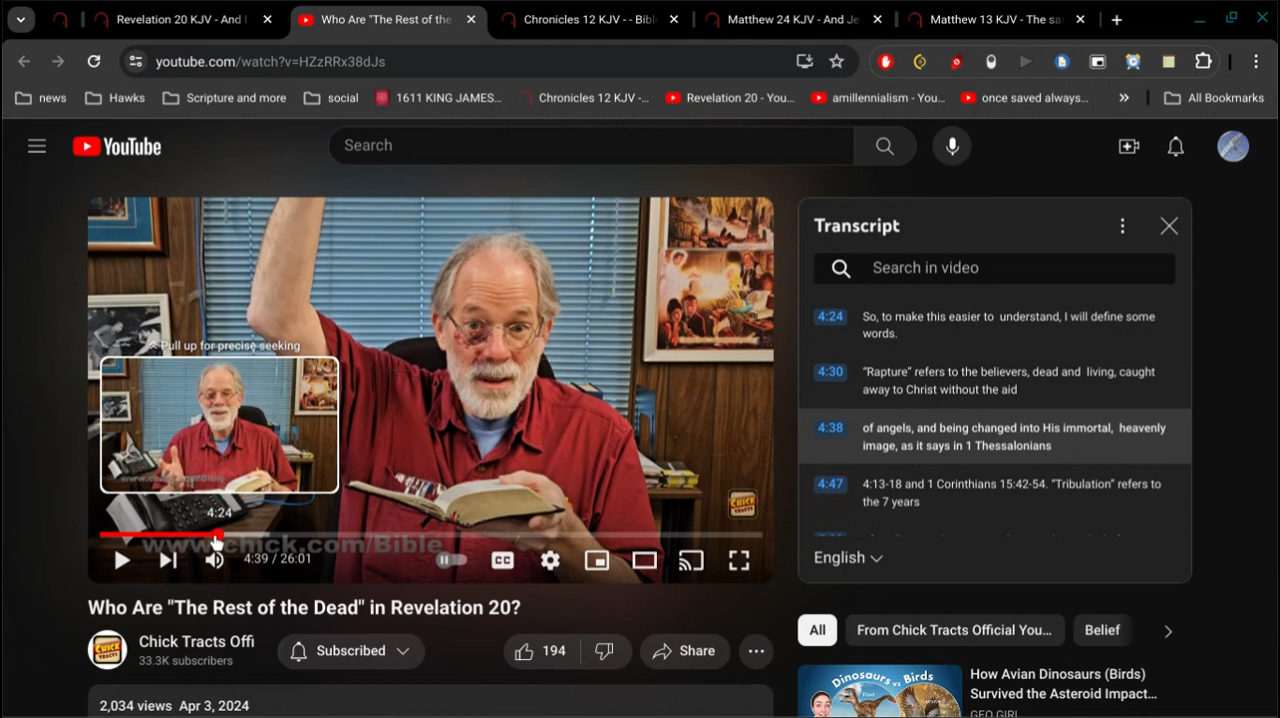 Revelation 20 KJV - And I
Who Are "The Rest of the
Chronicles 12 KJV - - Bibl
Matthew 24 KJV - And Je
Matthew 13 KJV - The sa
youtube.com/watch?v=HZzRRx38dJs
news
Hawks
Scripture and more
social
1611 KING JAMES...
Chronicles 12 KJV -...
Revelation 20 - You...
amillennialism - You...
once saved always...
All Bookmarks
YouTube
Search
Pull up for precise seeking
4:24
www.chick.com/Bible
CHICK TRACTS
4:39 / 26:01
CC
Transcript
Search in video
4:24
So, to make this easier to understand, I will define some
words.
4:30
“Rapture” refers to the believers, dead and living, caught
away to Christ without the aid
4:38
of angels, and being changed into His immortal, heavenly
image, as it says in 1 Thessalonians
4:47
4:13-18 and 1 Corinthians 15:42-54. “Tribulation” refers to
the 7 years
English
Who Are "The Rest of the Dead" in Revelation 20?
CHICK TRACTS
Chick Tracts Offi
33.3K subscribers
Subscribed
194
Share
2,034 views Apr 3, 2024
All
From Chick Tracts Official You...
Belief
Dinosaurs vs Birds
How Avian Dinosaurs (Birds)
Survived the Asteroid Impact...
GEO GIRL